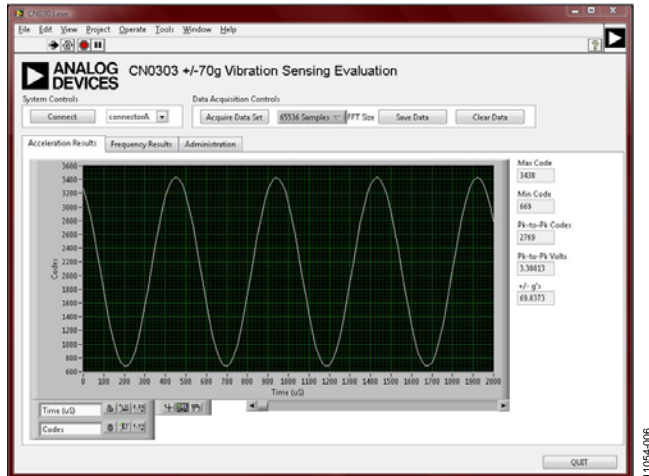 CN0303.exe
File Edit View Project Operate Tools Window Help
ANALOG DEVICES
CN0303 +/-70g Vibration Sensing Evaluation
System Controls
Data Acquisition Controls
Connect
connectorA
Acquire Data Set
65536 Samples
FFT Size
Save Data
Clear Data
Acceleration Results
Frequency Results
Administration
3600
3400
3200
3000
2800
2600
2400
2200
2000
1800
1600
1400
1200
1000
800
600
Codes
0 100 200 300 400 500 600 700 800 900 1000 1100 1200 1300 1400 1500 1600 1700 1800 1900 2000
Time (uS)
Max Code
3438
Min Code
669
Pk-to-Pk Codes
2769
Pk-to-Pk Volts
3.38813
+/- g's
69.8373
Time (uS)
Codes
QUIT
11054-006